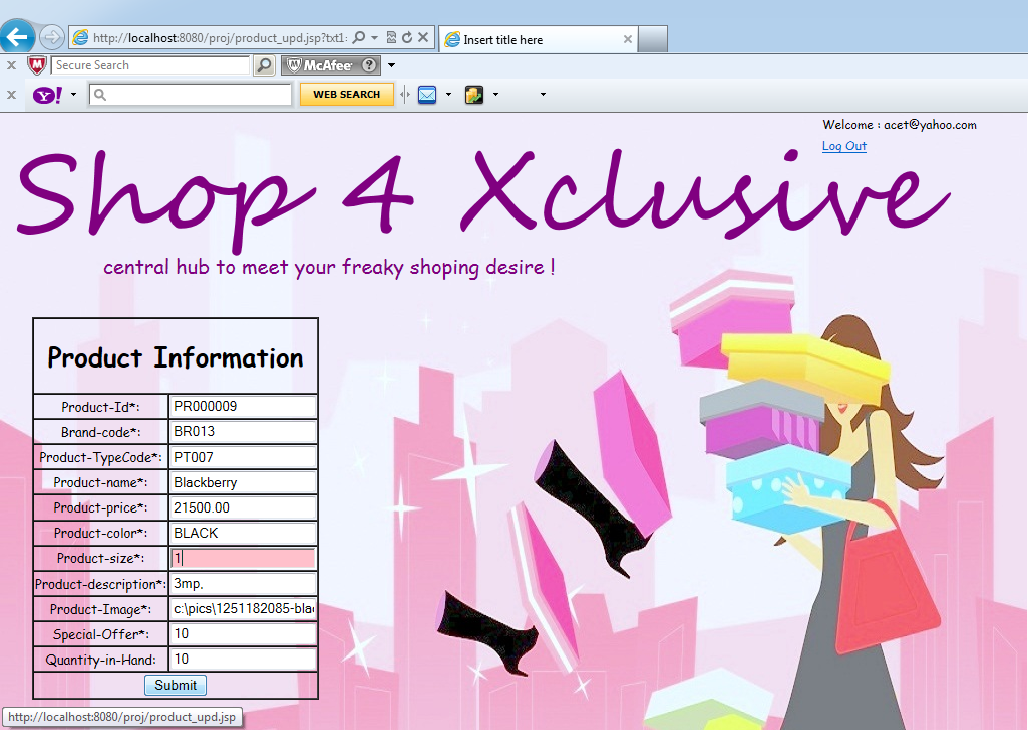 http://localhost:8080/proj/product_upd.jsp?txt1:
Insert title here
Secure Search
McAfee
Y!
WEB SEARCH
Welcome : acet@yahoo.com
Log Out
Shop 4 Xclusive
central hub to meet your freaky shoping desire !
Product Information
Product-Id*: PR000009
Brand-code*: BR013
Product-TypeCode*: PT007
Product-name*: Blackberry
Product-price*: 21500.00
Product-color*: BLACK
Product-size*: 1
Product-description*: 3mp.
Product-Image*: c:\pics\1251182085-bla
Special-Offer*: 10
Quantity-in-Hand: 10
Submit
http://localhost:8080/proj/product_upd.jsp